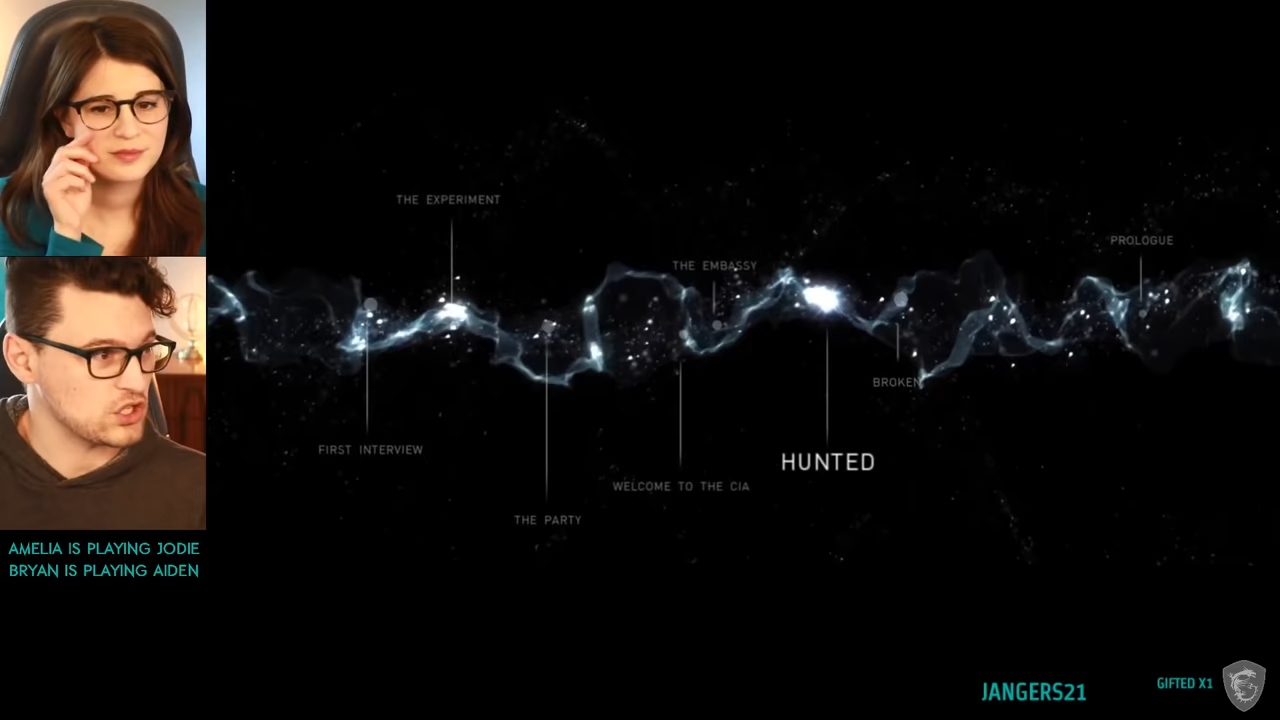 THE EXPERIMENT
PROLOGUE
THE EMBASSY
BROKEN
FIRST INTERVIEW
HUNTED
WELCOME TO THE CIA
THE PARTY
AMELIA IS PLAYING JODIE
BRYAN IS PLAYING AIDEN
JANGERS21
GIFTED X1